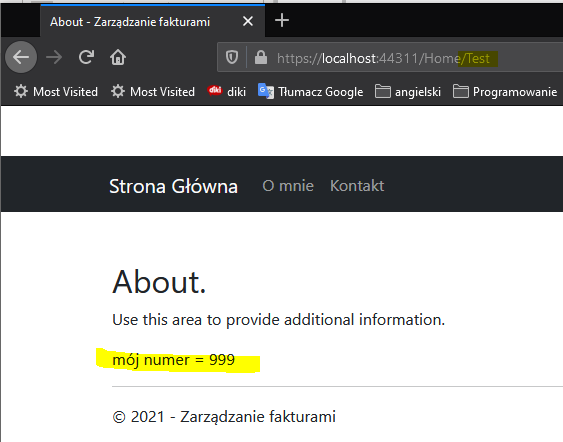 About - Zarządzanie fakturami
https://localhost:44311/Home/Test
Most Visited Most Visited diki Tłumacz Google angielski Programowanie
Strona Główna O mnie Kontakt
About.
Use this area to provide additional information.
mój numer = 999
© 2021 - Zarządzanie fakturami